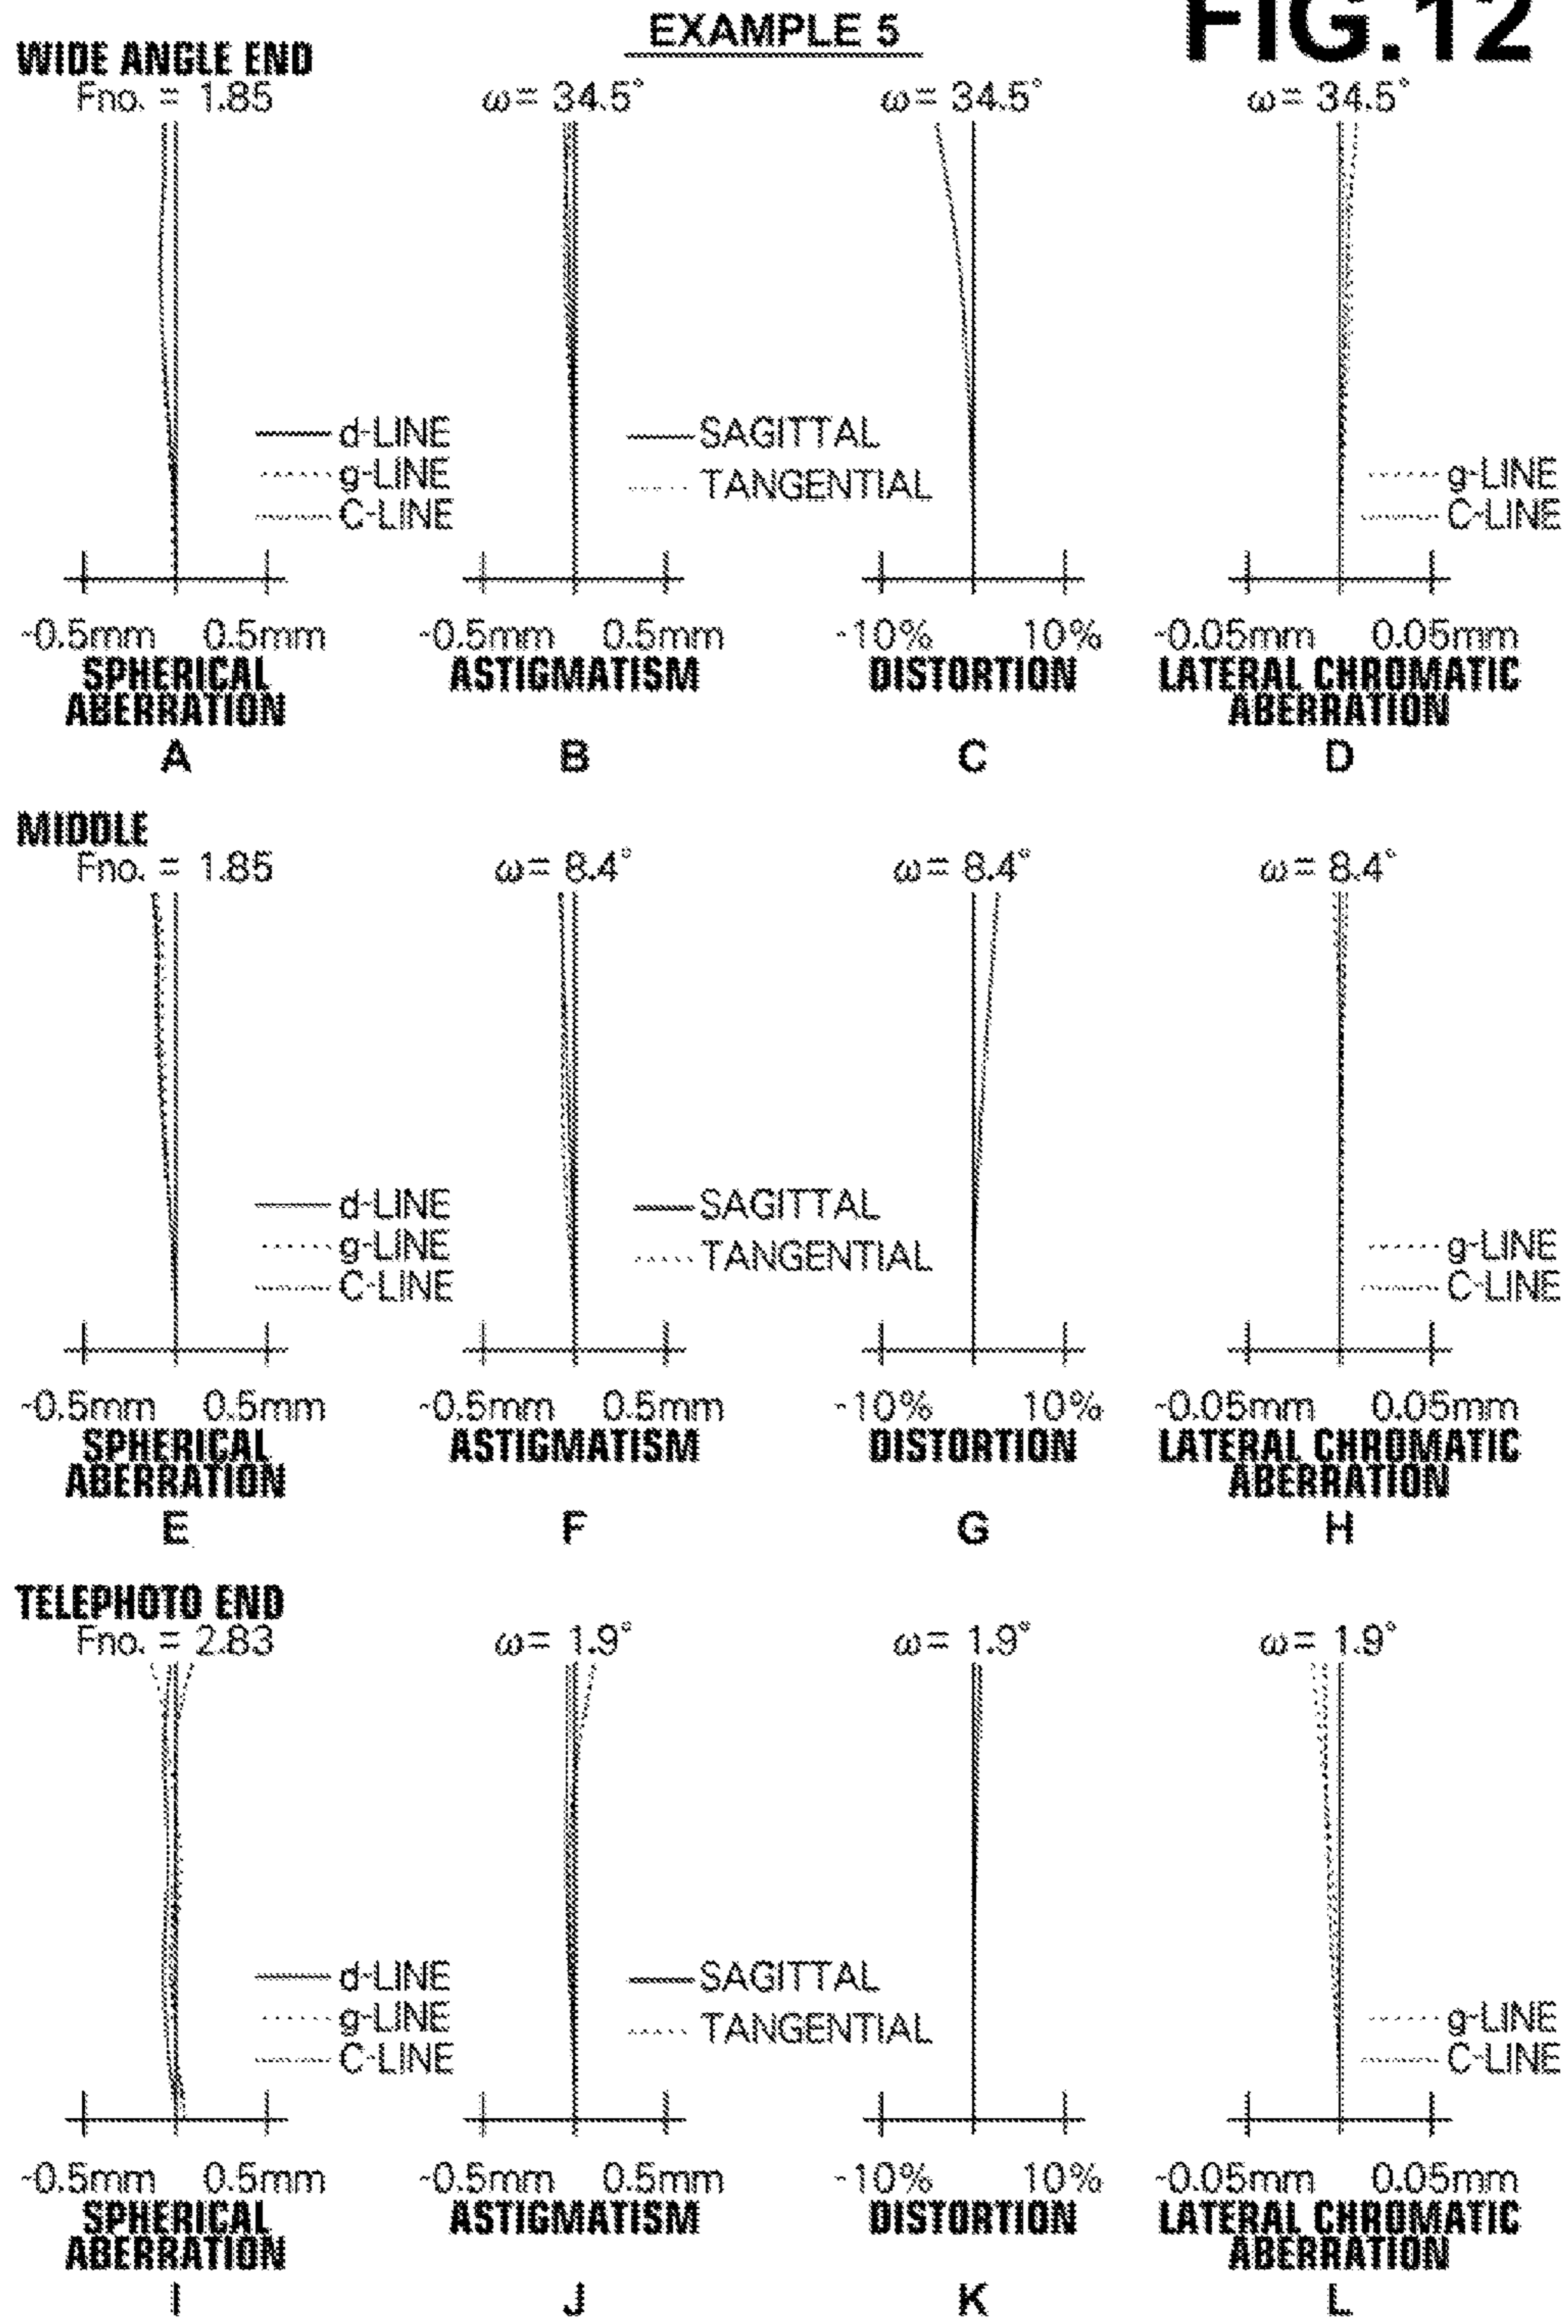 FIG.12
EXAMPLE 5
WIDE ANGLE END
Fno. = 1.85
ω= 34.5°
ω= 34.5°
ω= 34.5°
d-LINE
g-LINE
C-LINE
SAGITTAL
TANGENTIAL
g-LINE
C-LINE
-0.5mm 0.5mm
-0.5mm 0.5mm
-10% 10%
-0.05mm 0.05mm
SPHERICAL
ABERRATION
ASTIGMATISM
DISTORTION
LATERAL CHROMATIC
ABERRATION
A
B
C
D
MIDDLE
Fno. = 1.85
ω= 8.4°
ω= 8.4°
ω= 8.4°
d-LINE
g-LINE
C-LINE
SAGITTAL
TANGENTIAL
g-LINE
C-LINE
-0.5mm 0.5mm
-0.5mm 0.5mm
-10% 10%
-0.05mm 0.05mm
SPHERICAL
ABERRATION
ASTIGMATISM
DISTORTION
LATERAL CHROMATIC
ABERRATION
E
F
G
H
TELEPHOTO END
Fno. = 2.83
ω= 1.9°
ω= 1.9°
ω= 1.9°
d-LINE
g-LINE
C-LINE
SAGITTAL
TANGENTIAL
g-LINE
C-LINE
-0.5mm 0.5mm
-0.5mm 0.5mm
-10% 10%
-0.05mm 0.05mm
SPHERICAL
ABERRATION
ASTIGMATISM
DISTORTION
LATERAL CHROMATIC
ABERRATION
I
J
K
L